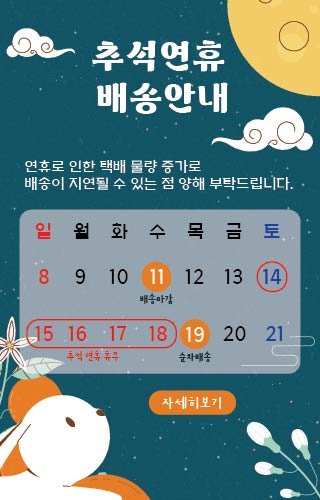 추석연휴
배송안내
연휴로 인한 택배 물량 증가로
배송이 지연될 수 있는 점 양해 부탁드립니다.
일 월 화 수 목 금 토
8 9 10 11 12 13 14
배송마감
15 16 17 18 19 20 21
추석 연휴 휴무 순차배송
자세히보기